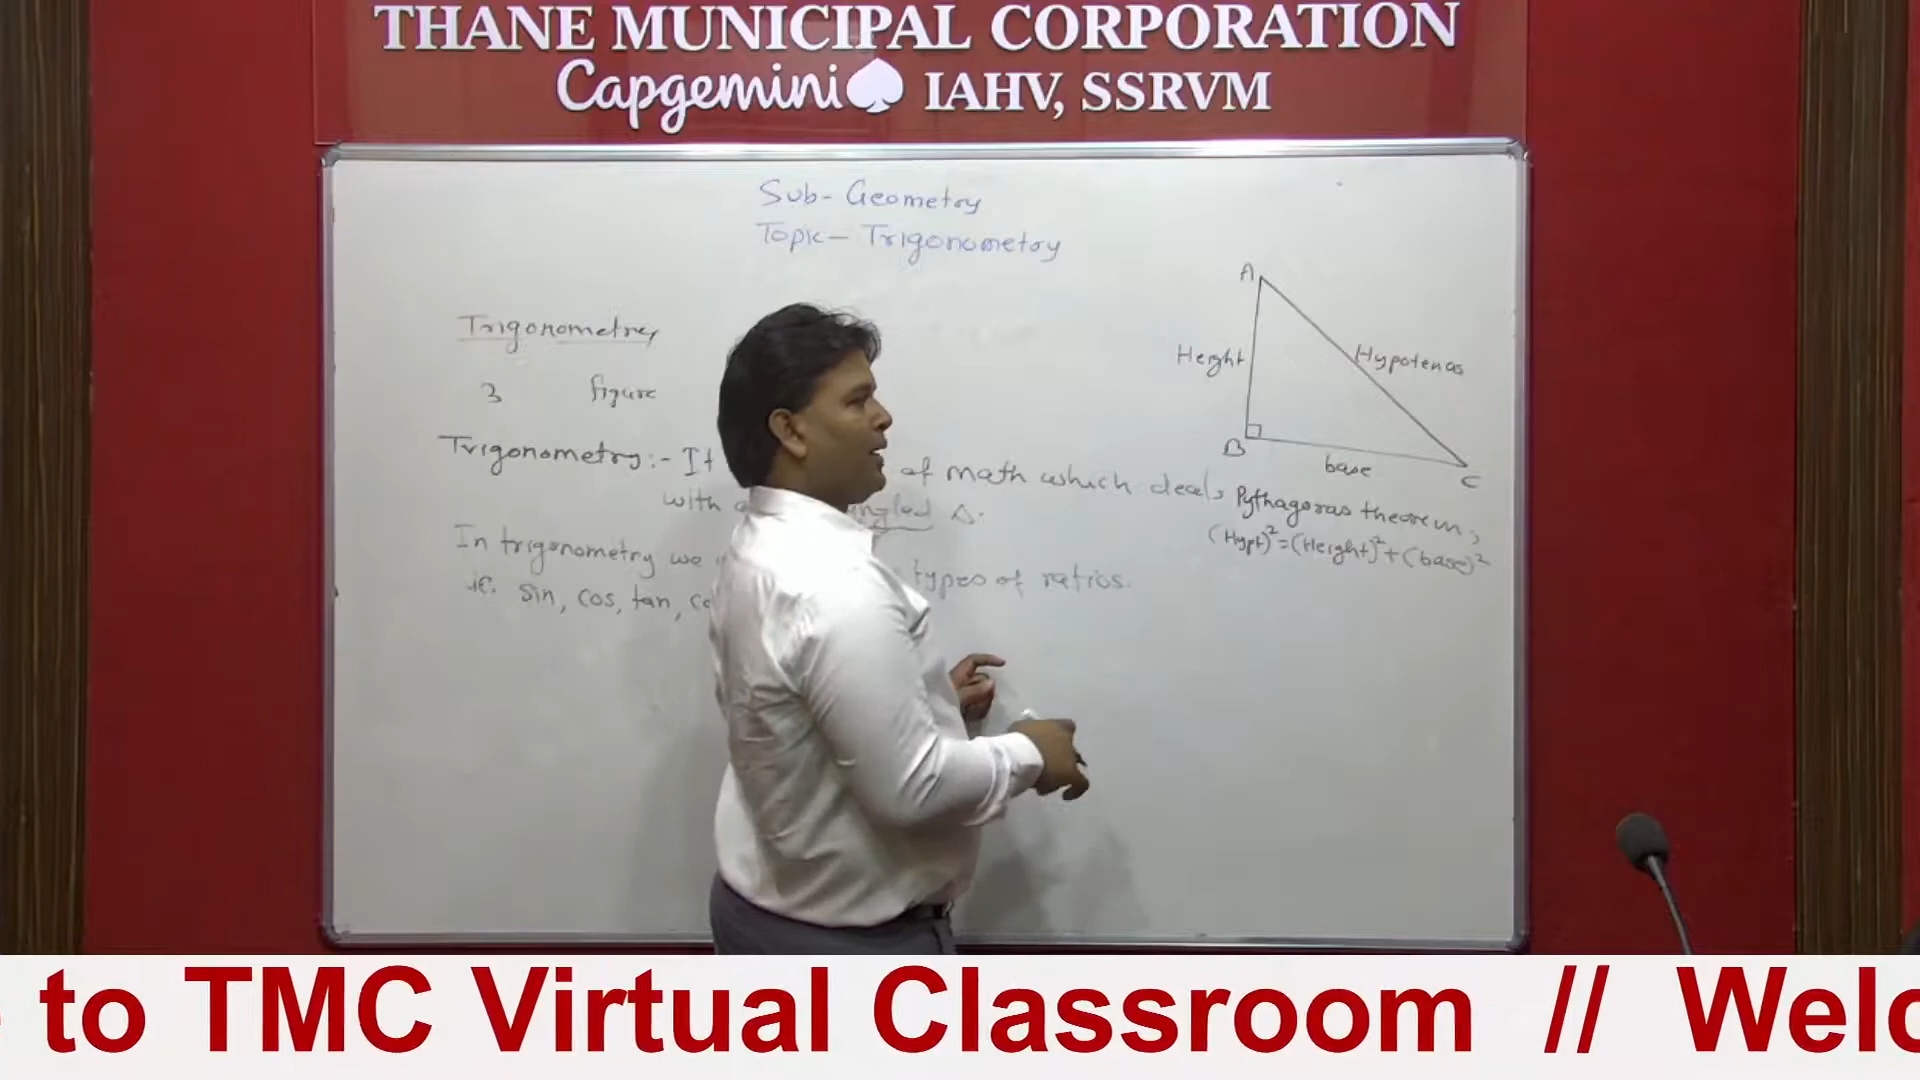 THANE MUNICIPAL CORPORATION
Capgemini IAHV, SSRVM
Sub- Geometry
Topic - Trigonometry
Trigonometry
3 figure
Trigonometry:- It of math which deals
with angled Δ.
In trigonometry we types of ratios.
ie. sin, cos, tan,
A
Height
Hypotenas
B
base
C
Pythagoras theorem,
(Hypt)²=(Height)²+(base)²
to TMC Virtual Classroom // Welc